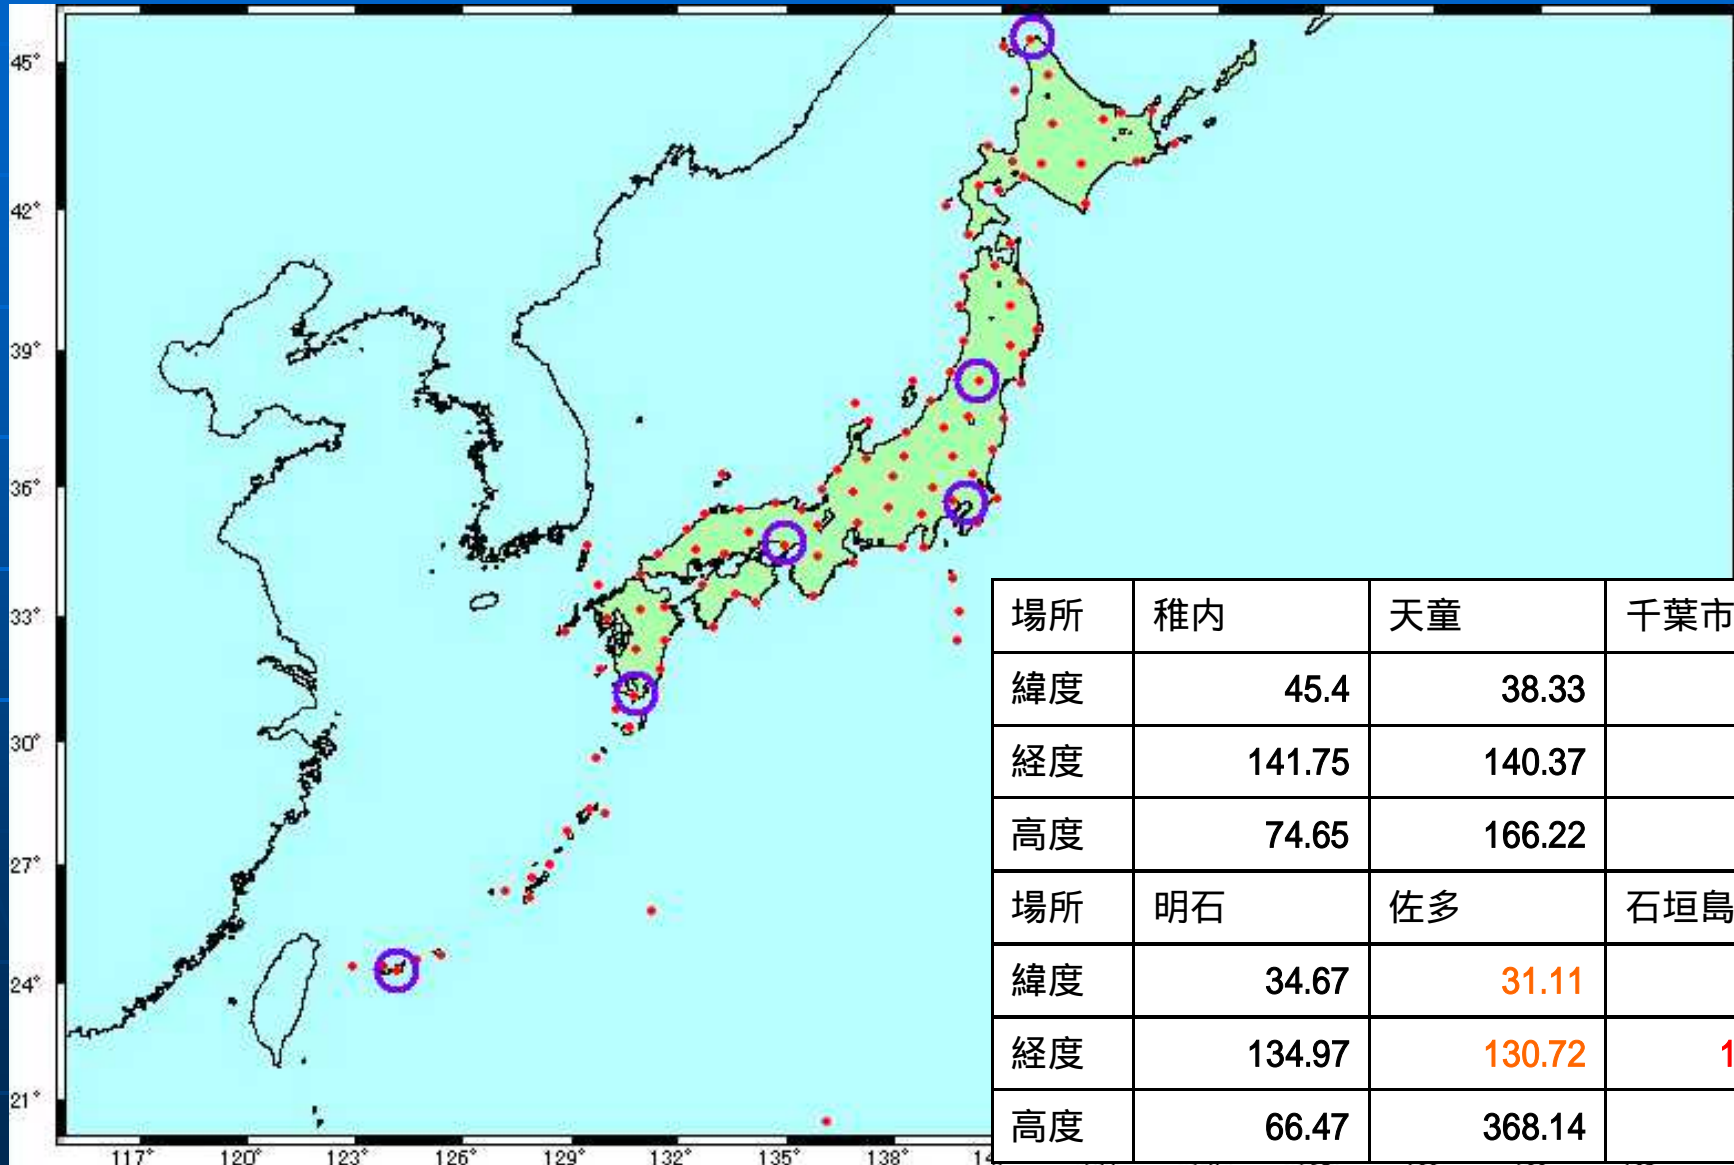 45°
42°
39°
36°
33°
30°
27°
24°
21°
117° 120° 123° 126° 129° 132° 135° 138°
場所 稚内 天童 千葉市
緯度 45.4 38.33
経度 141.75 140.37
高度 74.65 166.22
場所 明石 佐多 石垣島
緯度 34.67 31.11
経度 134.97 130.72 1
高度 66.47 368.14